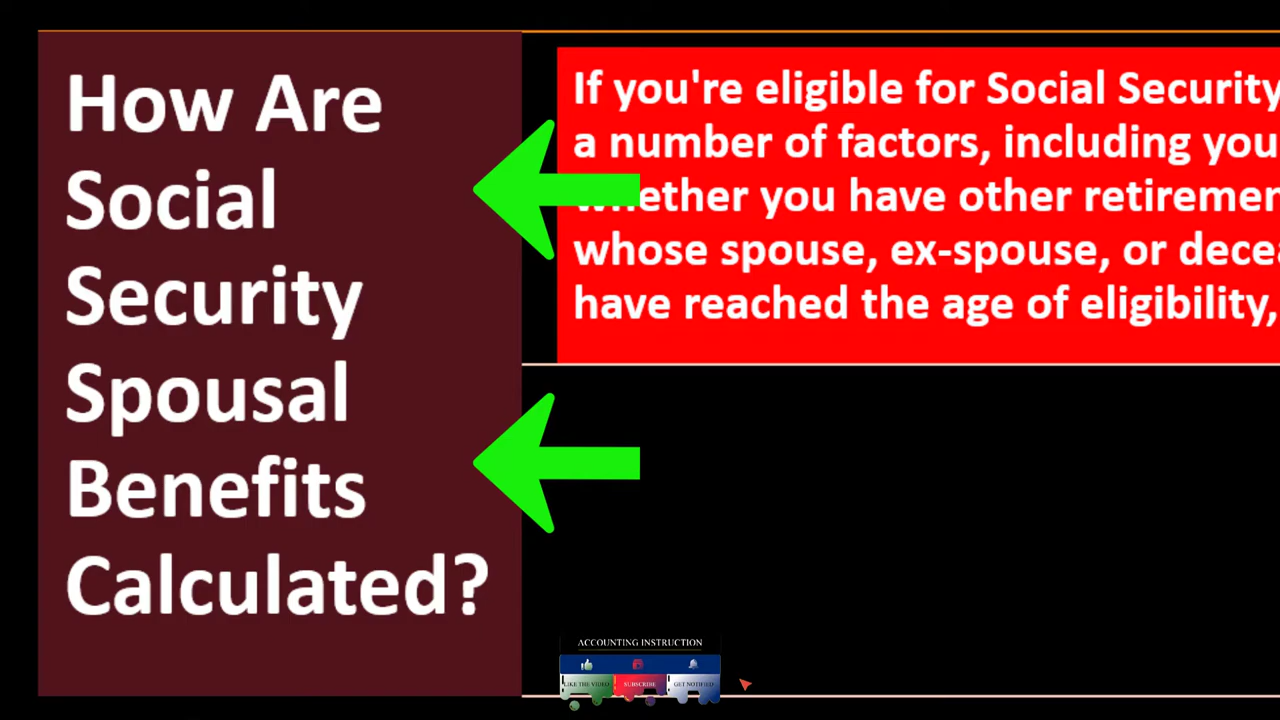 How Are
Social
Security
Spousal
Benefits
Calculated?
If you're eligible for Social Security
a number of factors, including you
whether you have other retiremen
whose spouse, ex-spouse, or decea
have reached the age of eligibility,
ACCOUNTING INSTRUCTION
LIKE THE VIDEO
SUBSCRIBE
GET NOTIFIED